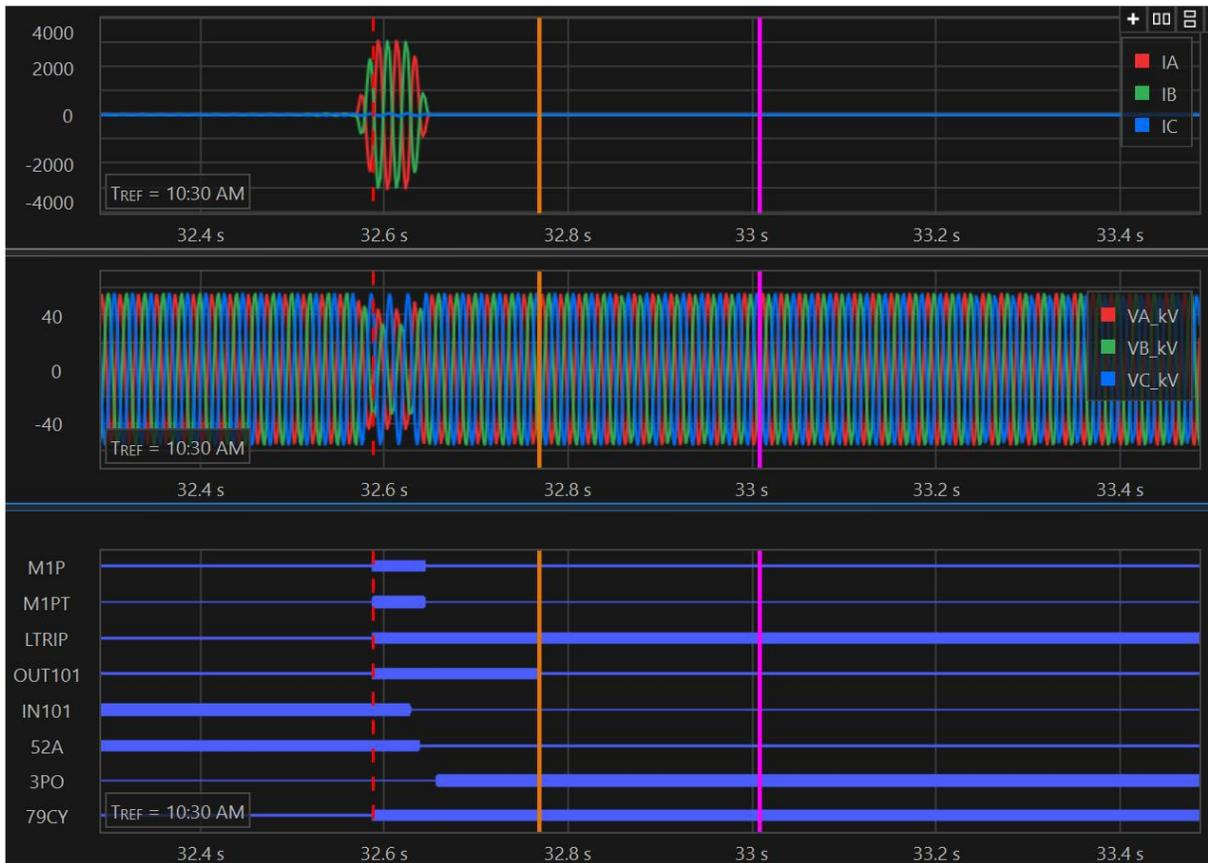 4000
2000
0
-2000
-4000
IA
IB
IC
TREF = 10:30 AM
32.4 s 32.6 s 32.8 s 33 s 33.2 s 33.4 s
40
0
-40
VA_kV
VB_kV
VC_kV
TREF = 10:30 AM
32.4 s 32.6 s 32.8 s 33 s 33.2 s 33.4 s
M1P
M1PT
LTRIP
OUT101
IN101
52A
3PO
79CY
TREF = 10:30 AM
32.4 s 32.6 s 32.8 s 33 s 33.2 s 33.4 s